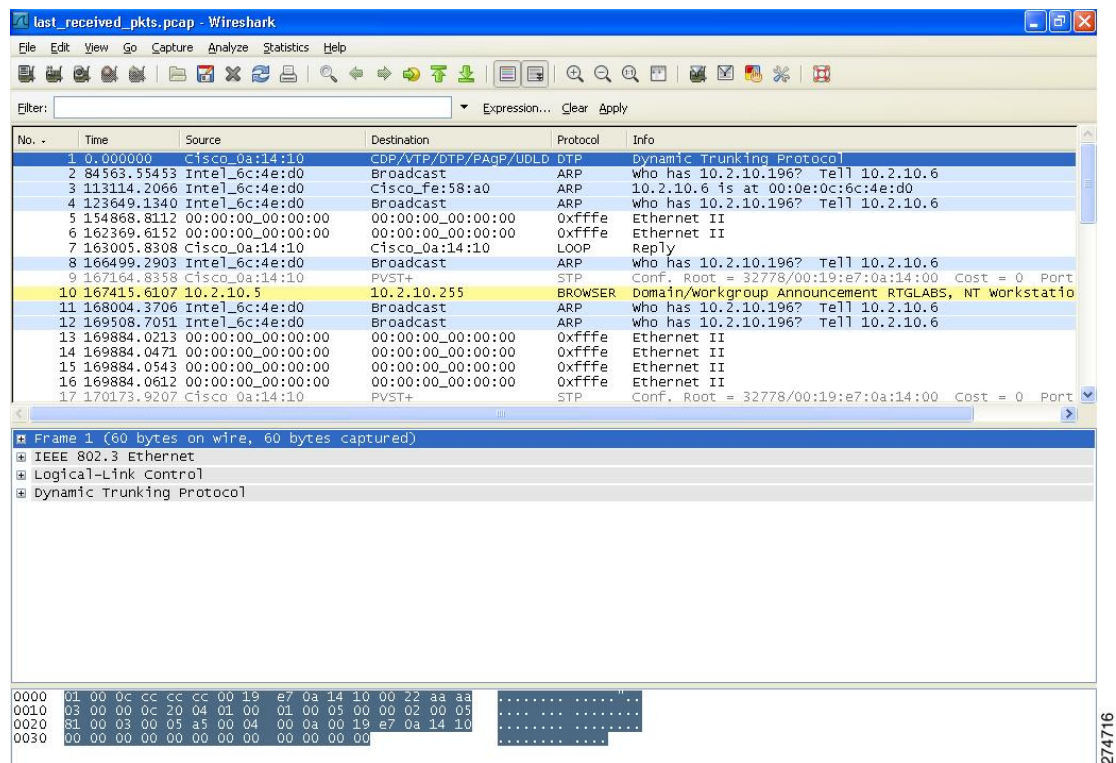 last_received_pkts.pcap - Wireshark
File Edit View Go Capture Analyze Statistics Help
Filter: Expression... Clear Apply
No. - Time Source Destination Protocol Info
1 0.000000 Cisco_0a:14:10 CDP/VTP/DTP/PAgP/UDLD DTP Dynamic Trunking Protocol
2 84563.55453 Intel_6c:4e:d0 Broadcast ARP who has 10.2.10.196? Tell 10.2.10.6
3 113114.2066 Intel_6c:4e:d0 Cisco_fe:58:a0 ARP 10.2.10.6 is at 00:0e:0c:6c:4e:d0
4 123649.1340 Intel_6c:4e:d0 Broadcast ARP who has 10.2.10.196? Tell 10.2.10.6
5 154868.8112 00:00:00_00:00:00 00:00:00_00:00:00 0xfffe Ethernet II
6 162369.6152 00:00:00_00:00:00 00:00:00_00:00:00 0xfffe Ethernet II
7 163005.8308 Cisco_0a:14:10 Cisco_0a:14:10 LOOP Reply
8 166499.2903 Intel_6c:4e:d0 Broadcast ARP who has 10.2.10.196? Tell 10.2.10.6
9 167164.8358 Cisco_0a:14:10 PVST+ STP Conf. Root = 32778/00:19:e7:0a:14:00 Cost = 0 Port
10 167415.6107 10.2.10.5 10.2.10.255 BROWSER Domain/Workgroup Announcement RTGLABS, NT Workstatio
11 168004.3706 Intel_6c:4e:d0 Broadcast ARP who has 10.2.10.196? Tell 10.2.10.6
12 169508.7051 Intel_6c:4e:d0 Broadcast ARP who has 10.2.10.196? Tell 10.2.10.6
13 169884.0213 00:00:00_00:00:00 00:00:00_00:00:00 0xfffe Ethernet II
14 169884.0471 00:00:00_00:00:00 00:00:00_00:00:00 0xfffe Ethernet II
15 169884.0543 00:00:00_00:00:00 00:00:00_00:00:00 0xfffe Ethernet II
16 169884.0612 00:00:00_00:00:00 00:00:00_00:00:00 0xfffe Ethernet II
17 170173.9207 Cisco_0a:14:10 PVST+ STP Conf. Root = 32778/00:19:e7:0a:14:00 Cost = 0 Port
Frame 1 (60 bytes on wire, 60 bytes captured)
IEEE 802.3 Ethernet
Logical-Link Control
Dynamic Trunking Protocol
0000 01 00 0c cc cc cc 00 19 e7 0a 14 10 00 22 aa aa ........ ......"..
0010 03 00 00 0c 20 04 01 00 01 00 05 00 00 02 00 05 .... ... ........
0020 81 00 03 00 05 a5 00 04 00 0a 00 19 e7 0a 14 10 ........ ........
0030 00 00 00 00 00 00 00 00 00 00 00 00 ........ ....
274716